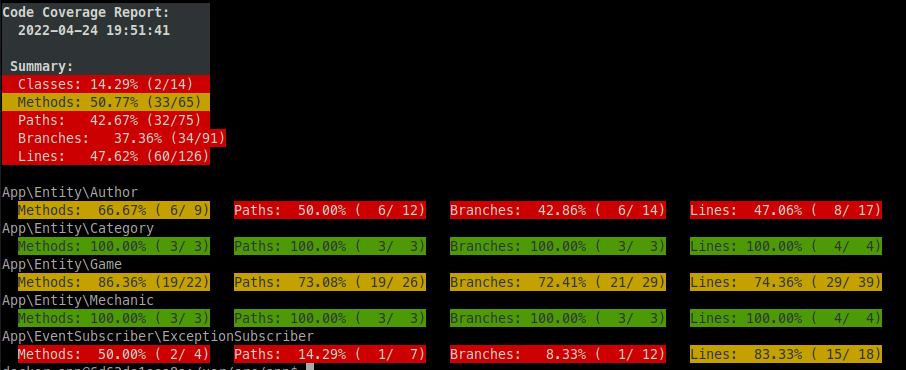 Code Coverage Report:
2022-04-24 19:51:41
Summary:
Classes: 14.29% (2/14)
Methods: 50.77% (33/65)
Paths: 42.67% (32/75)
Branches: 37.36% (34/91)
Lines: 47.62% (60/126)
App\Entity\Author
Methods: 66.67% ( 6/ 9) Paths: 50.00% ( 6/ 12) Branches: 42.86% ( 6/ 14) Lines: 47.06% ( 8/ 17)
App\Entity\Category
Methods: 100.00% ( 3/ 3) Paths: 100.00% ( 3/ 3) Branches: 100.00% ( 3/ 3) Lines: 100.00% ( 4/ 4)
App\Entity\Game
Methods: 86.36% (19/22) Paths: 73.08% ( 19/ 26) Branches: 72.41% ( 21/ 29) Lines: 74.36% ( 29/ 39)
App\Entity\Mechanic
Methods: 100.00% ( 3/ 3) Paths: 100.00% ( 3/ 3) Branches: 100.00% ( 3/ 3) Lines: 100.00% ( 4/ 4)
App\EventSubscriber\ExceptionSubscriber
Methods: 50.00% ( 2/ 4) Paths: 14.29% ( 1/ 7) Branches: 8.33% ( 1/ 12) Lines: 83.33% ( 15/ 18)